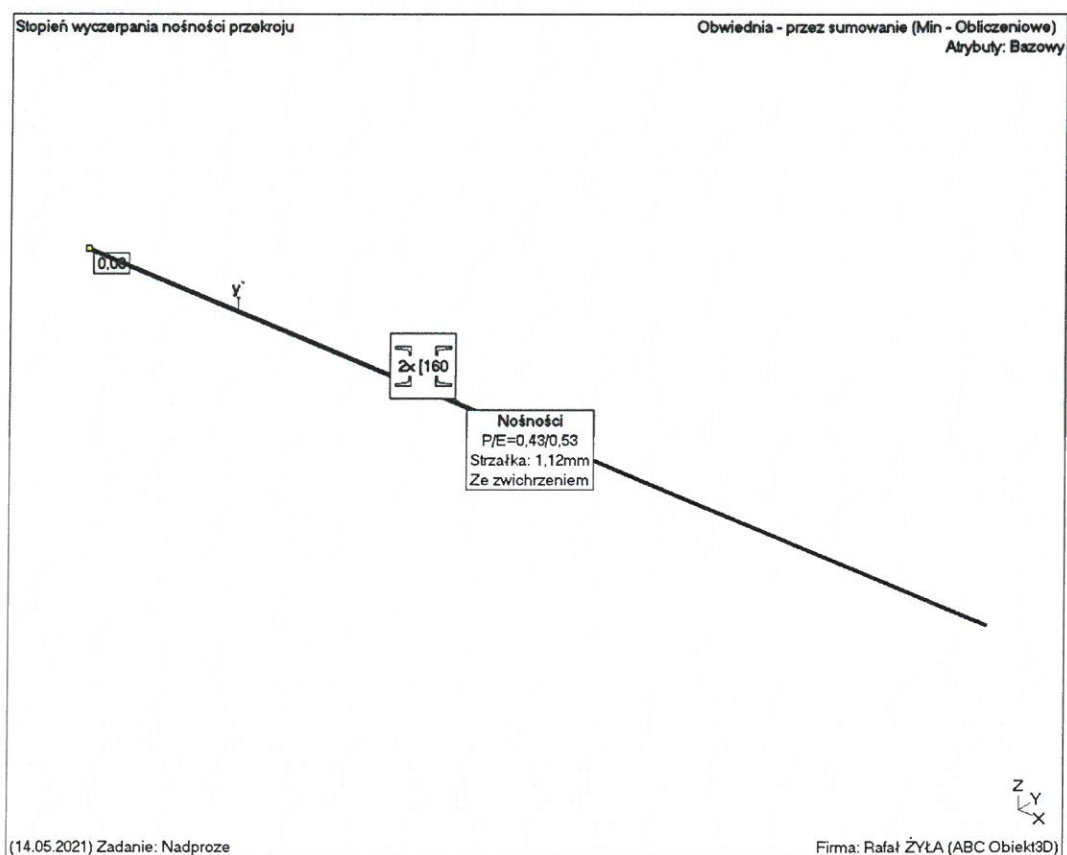 Stopień wyczerpania nośności przekroju
Obwiednia - przez sumowanie (Min - Obliczeniowe)
Atrybuty: Bazowy
0,00
y`
2x [160
Nośności
P/E=0,43/0,53
Strzałka: 1,12mm
Ze zwichrzeniem
Z
Y
X
(14.05.2021) Zadanie: Nadproze
Firma: Rafał ŻYŁA (ABC Obiekt3D)